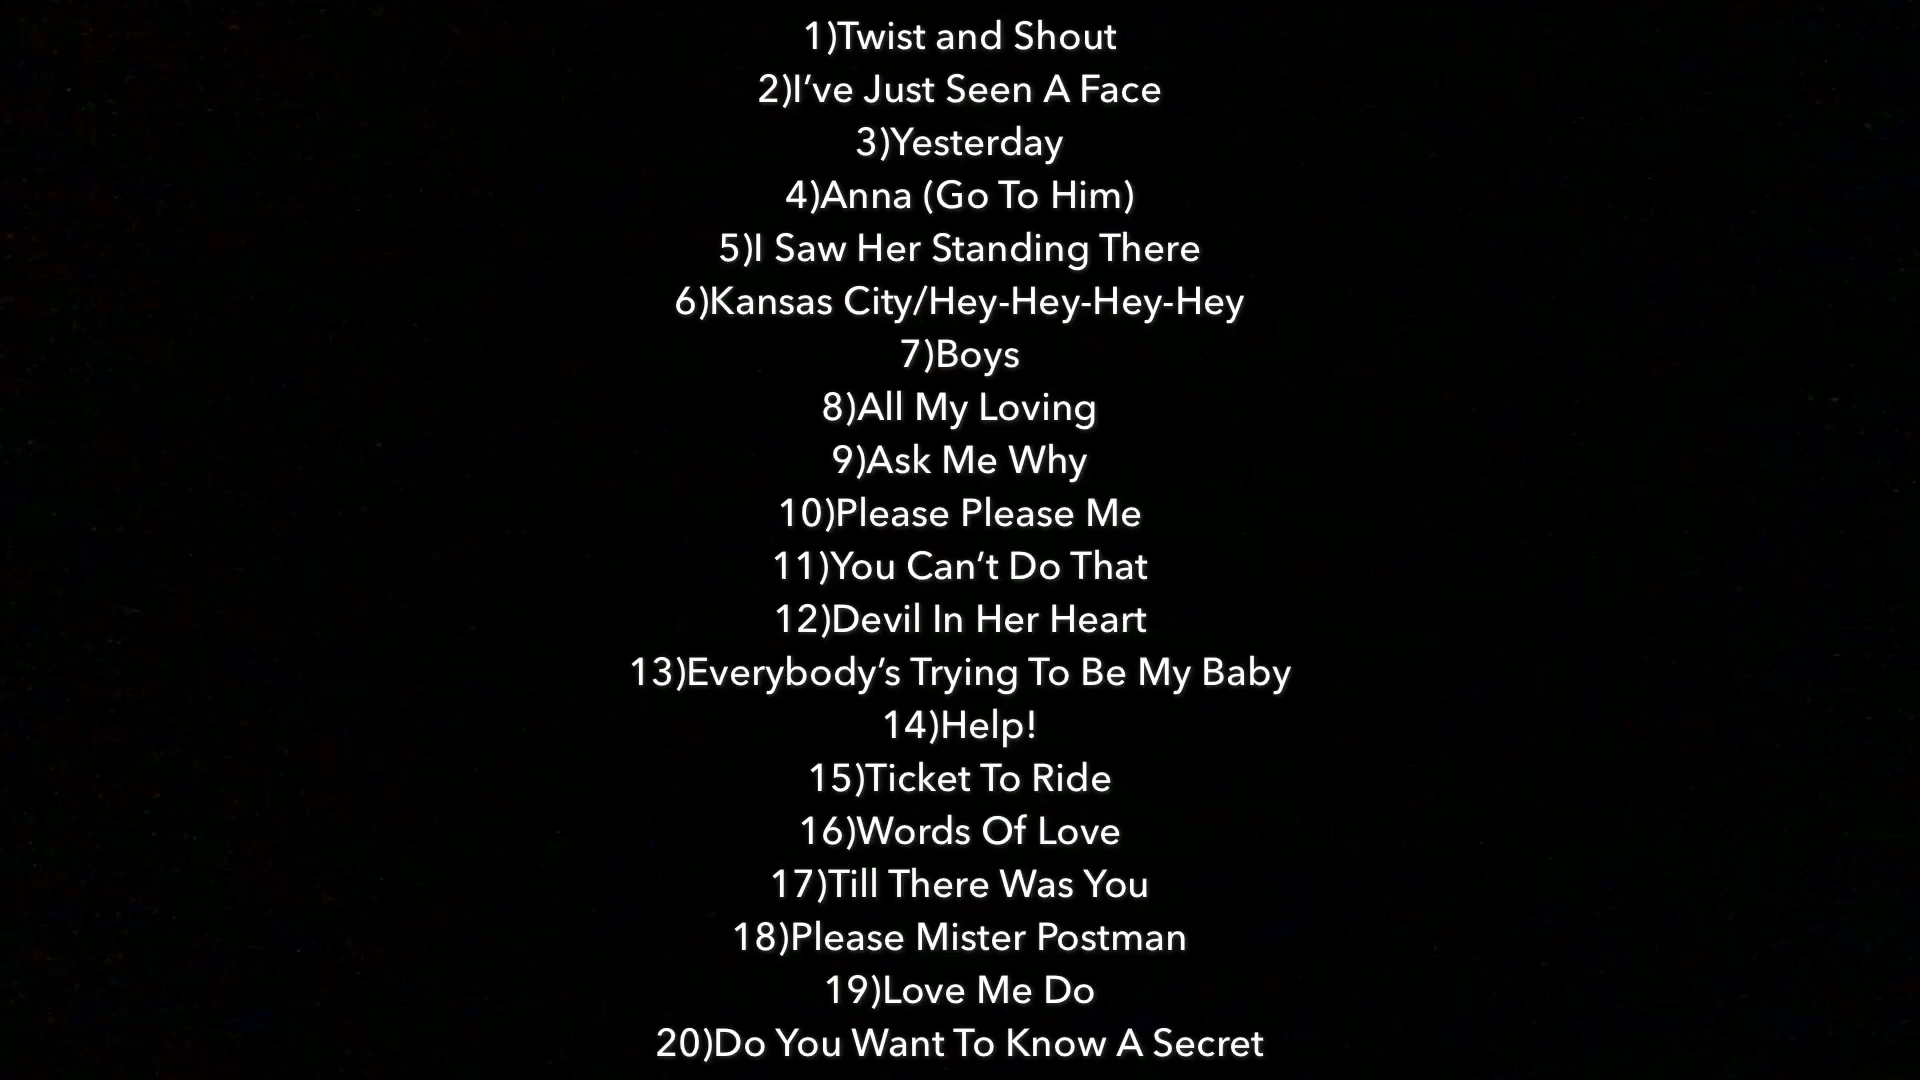 1)Twist and Shout
2)I’ve Just Seen A Face
3)Yesterday
4)Anna (Go To Him)
5)I Saw Her Standing There
6)Kansas City/Hey-Hey-Hey-Hey
7)Boys
8)All My Loving
9)Ask Me Why
10)Please Please Me
11)You Can’t Do That
12)Devil In Her Heart
13)Everybody’s Trying To Be My Baby
14)Help!
15)Ticket To Ride
16)Words Of Love
17)Till There Was You
18)Please Mister Postman
19)Love Me Do
20)Do You Want To Know A Secret